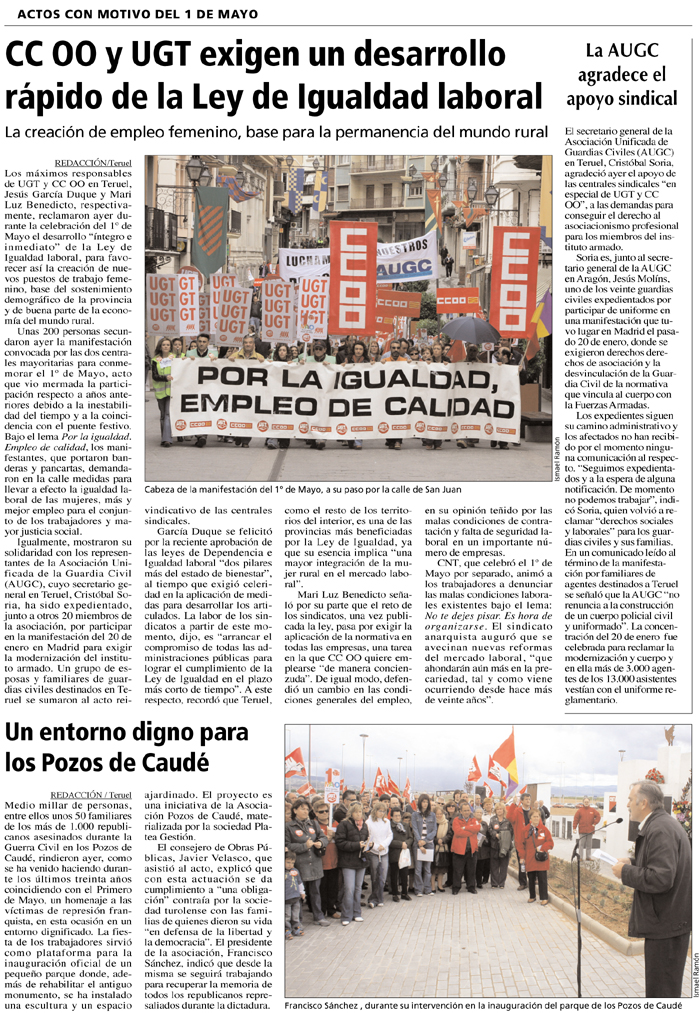 ACTOS CON MOTIVO DEL 1 DE MAYO
CC OO y UGT exigen un desarrollo
rápido de la Ley de Igualdad laboral
La creación de empleo femenino, base para la permanencia del mundo rural
REDACCIÓN/Teruel
Los máximos responsables
de UGT y CC OO en Teruel,
Jesús García Duque y Mari
Luz Benedicto, respectiva-
mente, reclamaron ayer du-
rante la celebración del 1º de
Mayo el desarrollo “íntegro e
inmediato” de la Ley de
Igualdad laboral, para favo-
recer así la creación de nue-
vos puestos de trabajo feme-
nino, base del sostenimiento
demográfico de la provincia
y de buena parte de la econo-
mía del mundo rural.
Unas 200 personas secun-
daron ayer la manifestación
convocada por las dos cen-
trales mayoritarias para conme-
morar el 1º de Mayo, acto
que vio mermada la partici-
pación respecto a años ante-
riores debido a la inestabili-
dad del tiempo y a la coinci-
dencia con el puente festivo.
Bajo el lema Por la igualdad.
Empleo de calidad, los mani-
festantes, que portaron ban-
deras y pancartas, demanda-
ron en la calle medidas para
llevar a efecto la igualdad la-
boral de las mujeres, más y
mejor empleo para el conjun-
to de los trabajadores y ma-
yor justicia social.
Igualmente, mostraron su
solidaridad con los represen-
tantes de la Asociación Uni-
ficada de la Guardia Civil
(AUGC), cuyo secretario gene-
ral en Teruel, Cristóbal So-
ria, ha sido expedientado,
junto a otros 20 miembros de
la asociación, por participar
en la manifestación del 20 de
enero en Madrid para exigir
la modernización del instituto
armado. Un grupo de es-
posas y familiares de guar-
dias civiles destinados en Te-
ruel se sumaron al acto rei-
UGT
CCOO
LUCHAM
NUESTROS
AUGC
POR LA IGUALDAD,
EMPLEO DE CALIDAD
Ismael Ramón
Cabeza de la manifestación del 1º de Mayo, a su paso por la calle de San Juan
vindicativo de las centrales
sindicales.
García Duque se felicitó
por la reciente aprobación de
las leyes de Dependencia e
Igualdad laboral “dos pilares
más del estado de bienestar”,
al tiempo que exigió celeri-
dad en la aplicación de medi-
das para desarrollar los arti-
culados. La labor de los sin-
dicatos a partir de este mo-
mento, dijo, es “arrancar el
compromiso de todas las ad-
ministraciones públicas para
lograr el cumplimiento de la
Ley de Igualdad en el plazo
más corto de tiempo”. A este
respecto, recordó que Teruel,
como el resto de los territo-
rios del interior, es una de las
provincias más beneficiadas
por la Ley de Igualdad, ya
que su esencia implica “una
mayor integración de la mu-
jer rural en el mercado labo-
ral”.
Mari Luz Benedicto seña-
ló por su parte que el reto de
los sindicatos, una vez publica-
da la ley, pasa por exigir la
aplicación de la normativa en
todas las empresas, una tarea
en la que CC OO quiere em-
plearse “de manera concien-
zuda”. De igual modo, defen-
dió un cambio en las condi-
ciones generales del empleo,
en su opinión teñido por las
malas condiciones de contra-
tación y falta de seguridad la-
boral en un importante nú-
mero de empresas.
CNT, que celebró el 1º de
Mayo por separado, animó a
los trabajadores a denunciar
las malas condiciones labora-
les existentes bajo el lema:
No te dejes pisar. Es hora de
organizarse. El sindicato
anarquista auguró que se
avecinan nuevas reformas
del mercado laboral, “que
ahondarán aún más en la pre-
cariedad, tal y como viene
ocurriendo desde hace más
de veinte años”.
La AUGC
agradece el
apoyo sindical
El secretario general de la
Asociación Unificada de
Guardias Civiles (AUGC)
en Teruel, Cristóbal Soria,
agradeció ayer el apoyo de
las centrales sindicales “en
especial de UGT y CC
OO”, a las demandas para
conseguir el derecho al
asociacionismo profesional
para los miembros del insti-
tuto armado.
Soria es, junto al secre-
tario general de la AUGC
en Aragón, Jesús Molíns,
uno de los veinte guardias
civiles expedientados por
participar de uniforme en
una manifestación que tu-
vo lugar en Madrid el pasa-
do 20 de enero, donde se
exigieron derechos derechos
de asociación y la
desvinculación de la Guar-
dia Civil de la normativa
que vincula al cuerpo con
la Fuerzas Armadas.
Los expedientes siguen
su camino administrativo y
los afectados no han recibi-
do por el momento ningu-
na comunicación al respec-
to. “Seguimos expedienta-
dos y a la espera de alguna
notificación. De momento
no podemos trabajar”, indi-
có Soria, quien volvió a re-
clamar “derechos sociales
y laborales” para los guar-
dias civiles y sus familias.
En un comunicado leído al
término de la manifesta-
ción por familiares de
agentes destinados a Teruel
se señaló que la AUGC “no
renuncia a la construcción
de un cuerpo policial civil
y uniformado”. La concen-
tración del 20 de enero fue
celebrada para reclamar la
modernización y cuerpo y
en ella más de 3.000 agen-
tes de los 13.000 asistentes
vestían con el uniforme re-
glamentario.
Un entorno digno para
los Pozos de Caudé
REDACCIÓN / Teruel
Medio millar de personas,
entre ellos unos 50 familiares
de los más de 1.000 republi-
canos asesinados durante la
Guerra Civil en los Pozos de
Caudé, rindieron ayer, como
se ha venido haciendo duran-
te los últimos treinta años
coincidiendo con el Primero
de Mayo, un homenaje a las
víctimas de represión fran-
quista, en esta ocasión en un
entorno dignificado. La fies-
ta de los trabajadores sirvió
como plataforma para la
inauguración oficial de un
pequeño parque donde, ade-
más de rehabilitar el antiguo
monumento, se ha instalado
una escultura y un espacio
ajardinado. El proyecto es
una iniciativa de la Asocia-
ción Pozos de Caudé, mate-
rializada por la sociedad Pla-
tea Gestión.
El consejero de Obras Pú-
blicas, Javier Velasco, que
asistió al acto, explicó que
con esta actuación se da
cumplimiento a “una obliga-
ción” contraía por la socie-
dad turolense con las fami-
lias de quienes dieron su vida
“en defensa de la libertad y
la democracia”. El presidente
de la asociación, Francisco
Sánchez, indicó que desde la
misma se seguirá trabajando
para recuperar la memoria de
todos los republicanos repre-
saliados durante la dictadura.
Ismael Ramón
Francisco Sánchez , durante su intervención en la inauguración del parque de los Pozos de Caudé